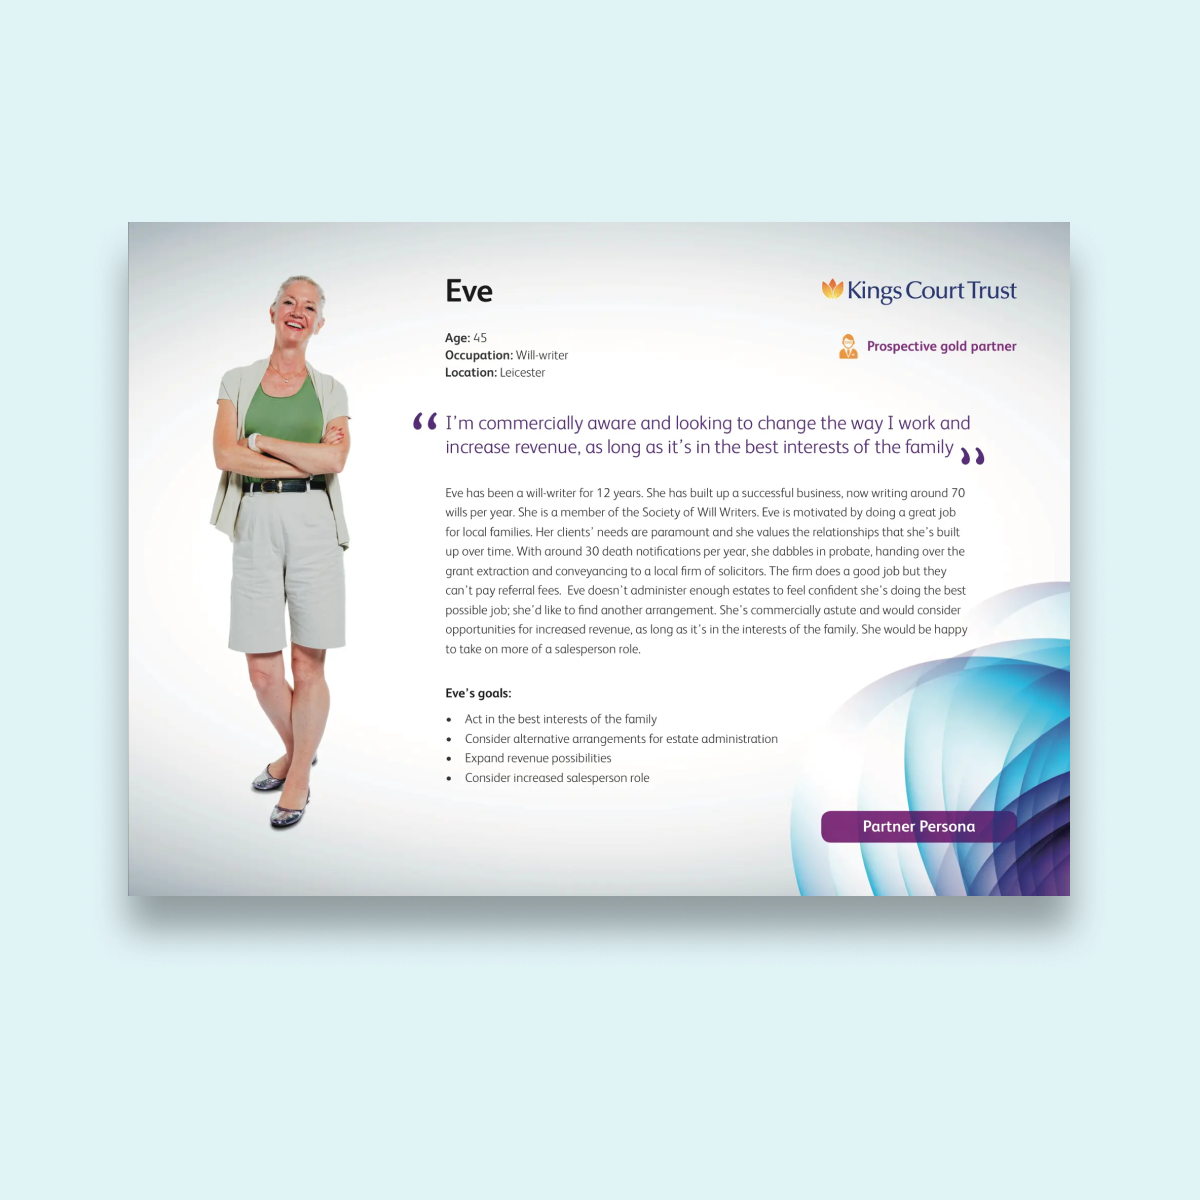 Eve
Kings Court Trust
Prospective gold partner
Age: 45
Occupation: Will-writer
Location: Leicester
“ I’m commercially aware and looking to change the way I work and
increase revenue, as long as it’s in the best interests of the family ”
Eve has been a will-writer for 12 years. She has built up a successful business, now writing around 70
wills per year. She is a member of the Society of Will Writers. Eve is motivated by doing a great job
for local families. Her clients’ needs are paramount and she values the relationships that she’s built
up over time. With around 30 death notifications per year, she dabbles in probate, handing over the
grant extraction and conveyancing to a local firm of solicitors. The firm does a good job but they
can’t pay referral fees.  Eve doesn’t administer enough estates to feel confident she’s doing the best
possible job; she’d like to find another arrangement. She’s commercially astute and would consider
opportunities for increased revenue, as long as it’s in the interests of the family. She would be happy
to take on more of a salesperson role.
Eve’s goals:
• Act in the best interests of the family
• Consider alternative arrangements for estate administration
• Expand revenue possibilities
• Consider increased salesperson role
Partner Persona